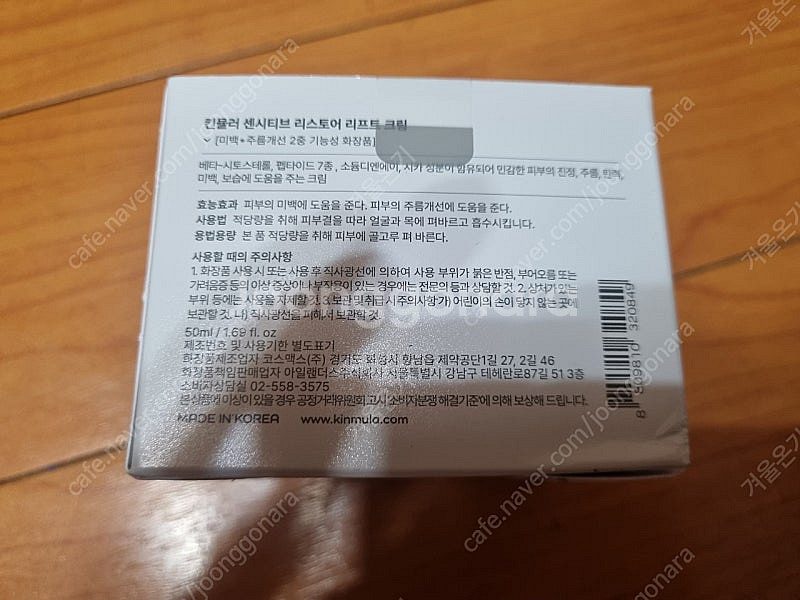 킨뮬러 센시티브 리스토어 리프트 크림
[미백+주름개선 2중 기능성 화장품]
베타-시토스테롤, 펩타이드 7종, 소듐디엔에이, 시카 성분이 함유되어 민감한 피부의 진정, 주름, 탄력,
미백, 보습에 도움을 주는 크림
효능효과 피부의 미백에 도움을 준다. 피부의 주름개선에 도움을 준다.
사용법 적당량을 취해 피부결을 따라 얼굴과 목에 펴바르고 흡수시킵니다.
용법용량 본 품 적당량을 취해 피부에 골고루 펴 바른다.
사용할 때의 주의사항
1. 화장품 사용 시 또는 사용 후 직사광선에 의하여 사용 부위가 붉은 반점, 부어오름 또는
가려움증 등의 이상 증상이나 부작용이 있는 경우에는 전문의 등과 상담할 것. 2. 상처가 있는
부위 등에는 사용을 자제할 것. 3. 보관 및 취급 시 주의사항 가) 어린이의 손이 닿지 않는 곳에
보관할 것. 나) 직사광선을 피해서 보관할 것.
50ml / 1.69 fl. oz
제조번호 및 사용기한 별도표기
화장품제조업자 코스맥스(주) 경기도 화성시 향남읍 제약공단1길 27, 2길 46
화장품책임판매업자 아일랜더스주식회사 서울특별시 강남구 테헤란로87길 51 3층
소비자상담실 02-558-3575
본 상품에 이상이 있을 경우 공정거래위원회 고시 '소비자분쟁 해결기준'에 의해 보상해 드립니다.
MADE IN KOREA www.kinmula.com
8 809810 320849
joonggonara
cafe.naver.com/joonggonara
겨울온기